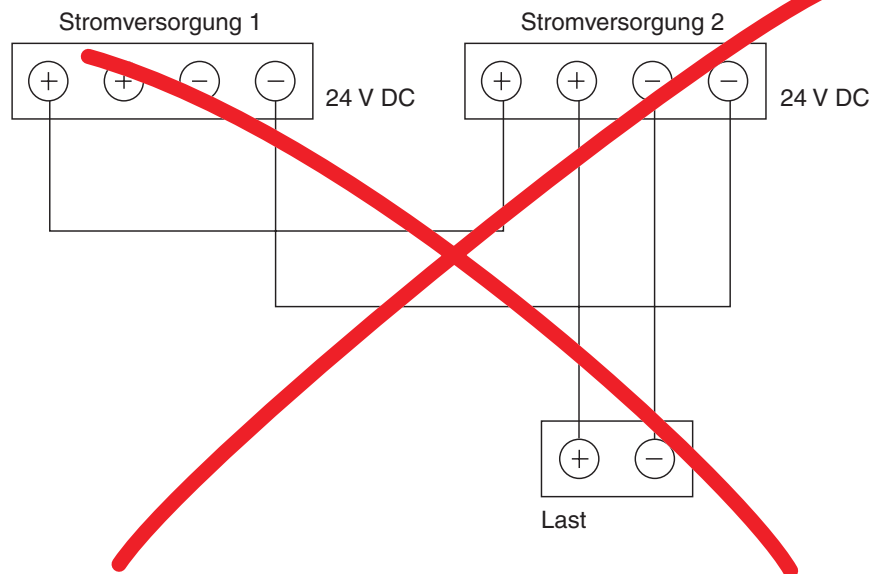 Stromversorgung 1
Stromversorgung 2
+ + − −
24 V DC
+ + − −
24 V DC
+ −
Last